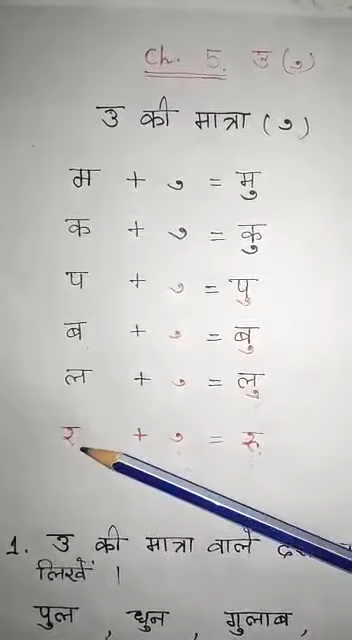 Ch. 5. उ (ु)
उ की मात्रा (ु)
म + ु = मु
क + ु = कु
प + ु = पु
ब + ु = बु
ल + ु = लु
र + ु = रु
1. उ की मात्रा वाले
लिखें ।
पुल , धुन , गुलाब ,